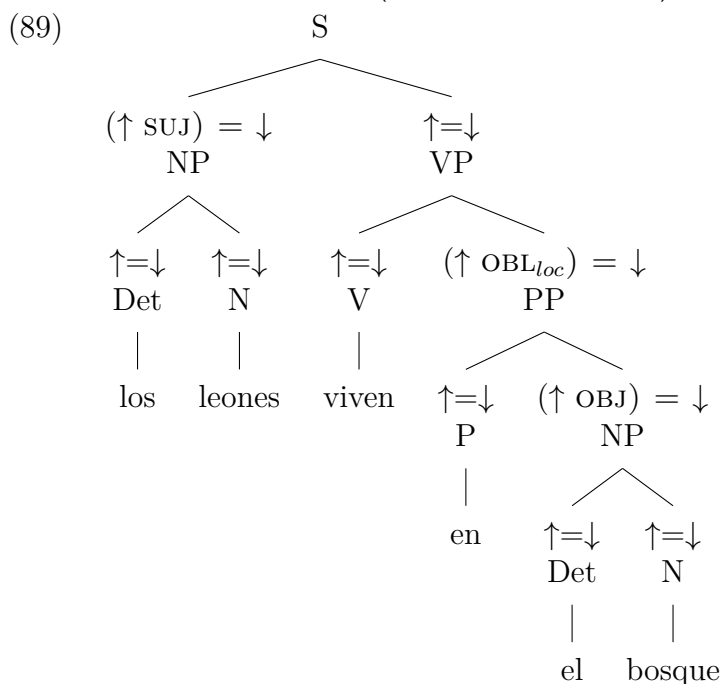 (89) S
(↑ SUJ) = ↓ ↑=↓
NP VP
↑=↓ ↑=↓ ↑=↓ (↑ OBL_loc) = ↓
Det N V PP
los leones viven ↑=↓ (↑ OBJ) = ↓
P NP
en ↑=↓ ↑=↓
Det N
el bosque